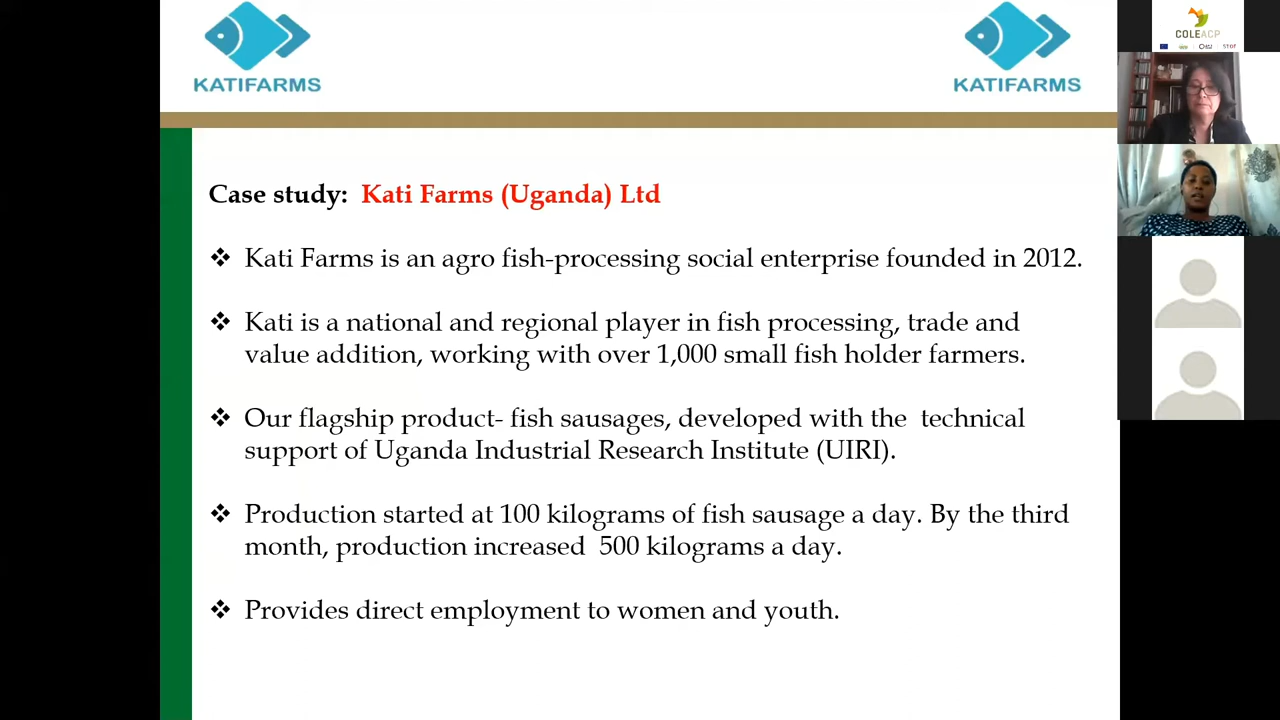 KATIFARMS
KATIFARMS
COLEACP
Case study: Kati Farms (Uganda) Ltd
❖ Kati Farms is an agro fish-processing social enterprise founded in 2012.
❖ Kati is a national and regional player in fish processing, trade and
value addition, working with over 1,000 small fish holder farmers.
❖ Our flagship product- fish sausages, developed with the  technical
support of Uganda Industrial Research Institute (UIRI).
❖ Production started at 100 kilograms of fish sausage a day. By the third
month, production increased  500 kilograms a day.
❖ Provides direct employment to women and youth.